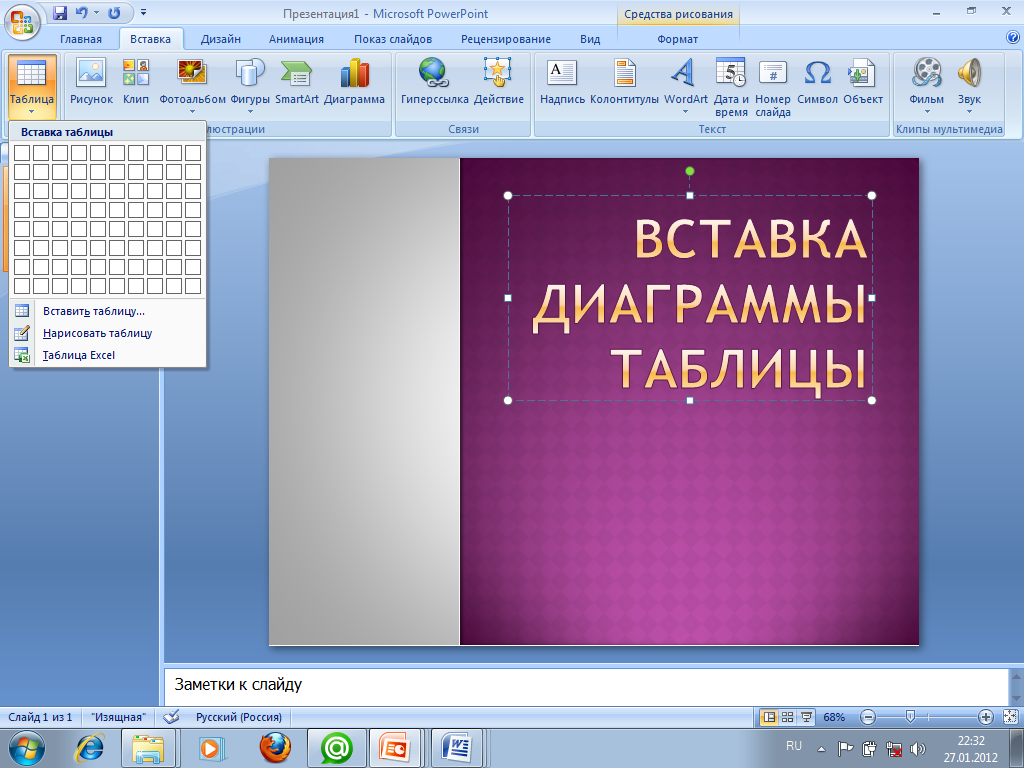 Презентация1 - Microsoft PowerPoint
Средства рисования
Главная Вставка Дизайн Анимация Показ слайдов Рецензирование Вид Формат
Таблица Рисунок Клип Фотоальбом Фигуры SmartArt Диаграмма Гиперссылка Действие Надпись Колонтитулы WordArt Дата и время Номер слайда Символ Объект Фильм Звук
люстрации Связи Текст Клипы мультимедиа
Вставка таблицы
Вставить таблицу...
Нарисовать таблицу
Таблица Excel
ВСТАВКА
ДИАГРАММЫ
ТАБЛИЦЫ
Заметки к слайду
Слайд 1 из 1 "Изящная" Русский (Россия) 68%
RU 22:32
27.01.2012